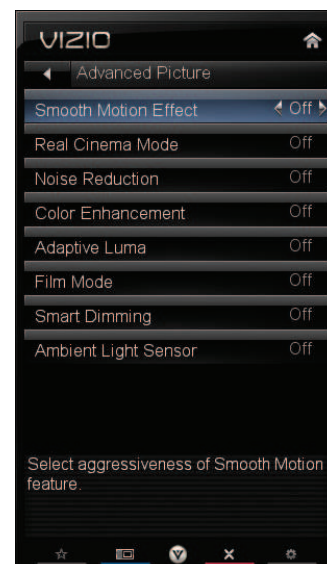 VIZIO
Advanced Picture
Smooth Motion Effect Off
Real Cinema Mode Off
Noise Reduction Off
Color Enhancement Off
Adaptive Luma Off
Film Mode Off
Smart Dimming Off
Ambient Light Sensor Off
Select aggressiveness of Smooth Motion
feature.
V